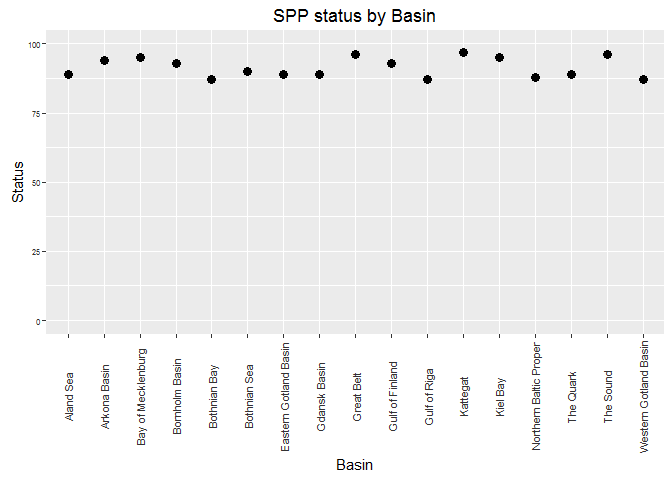 SPP status by Basin
100
75
50
25
0
Status
Aland Sea
Arkona Basin
Bay of Mecklenburg
Bornholm Basin
Bothnian Bay
Bothnian Sea
Eastern Gotland Basin
Gdansk Basin
Great Belt
Gulf of Finland
Gulf of Riga
Kattegat
Kiel Bay
Northern Baltic Proper
The Quark
The Sound
Western Gotland Basin
Basin